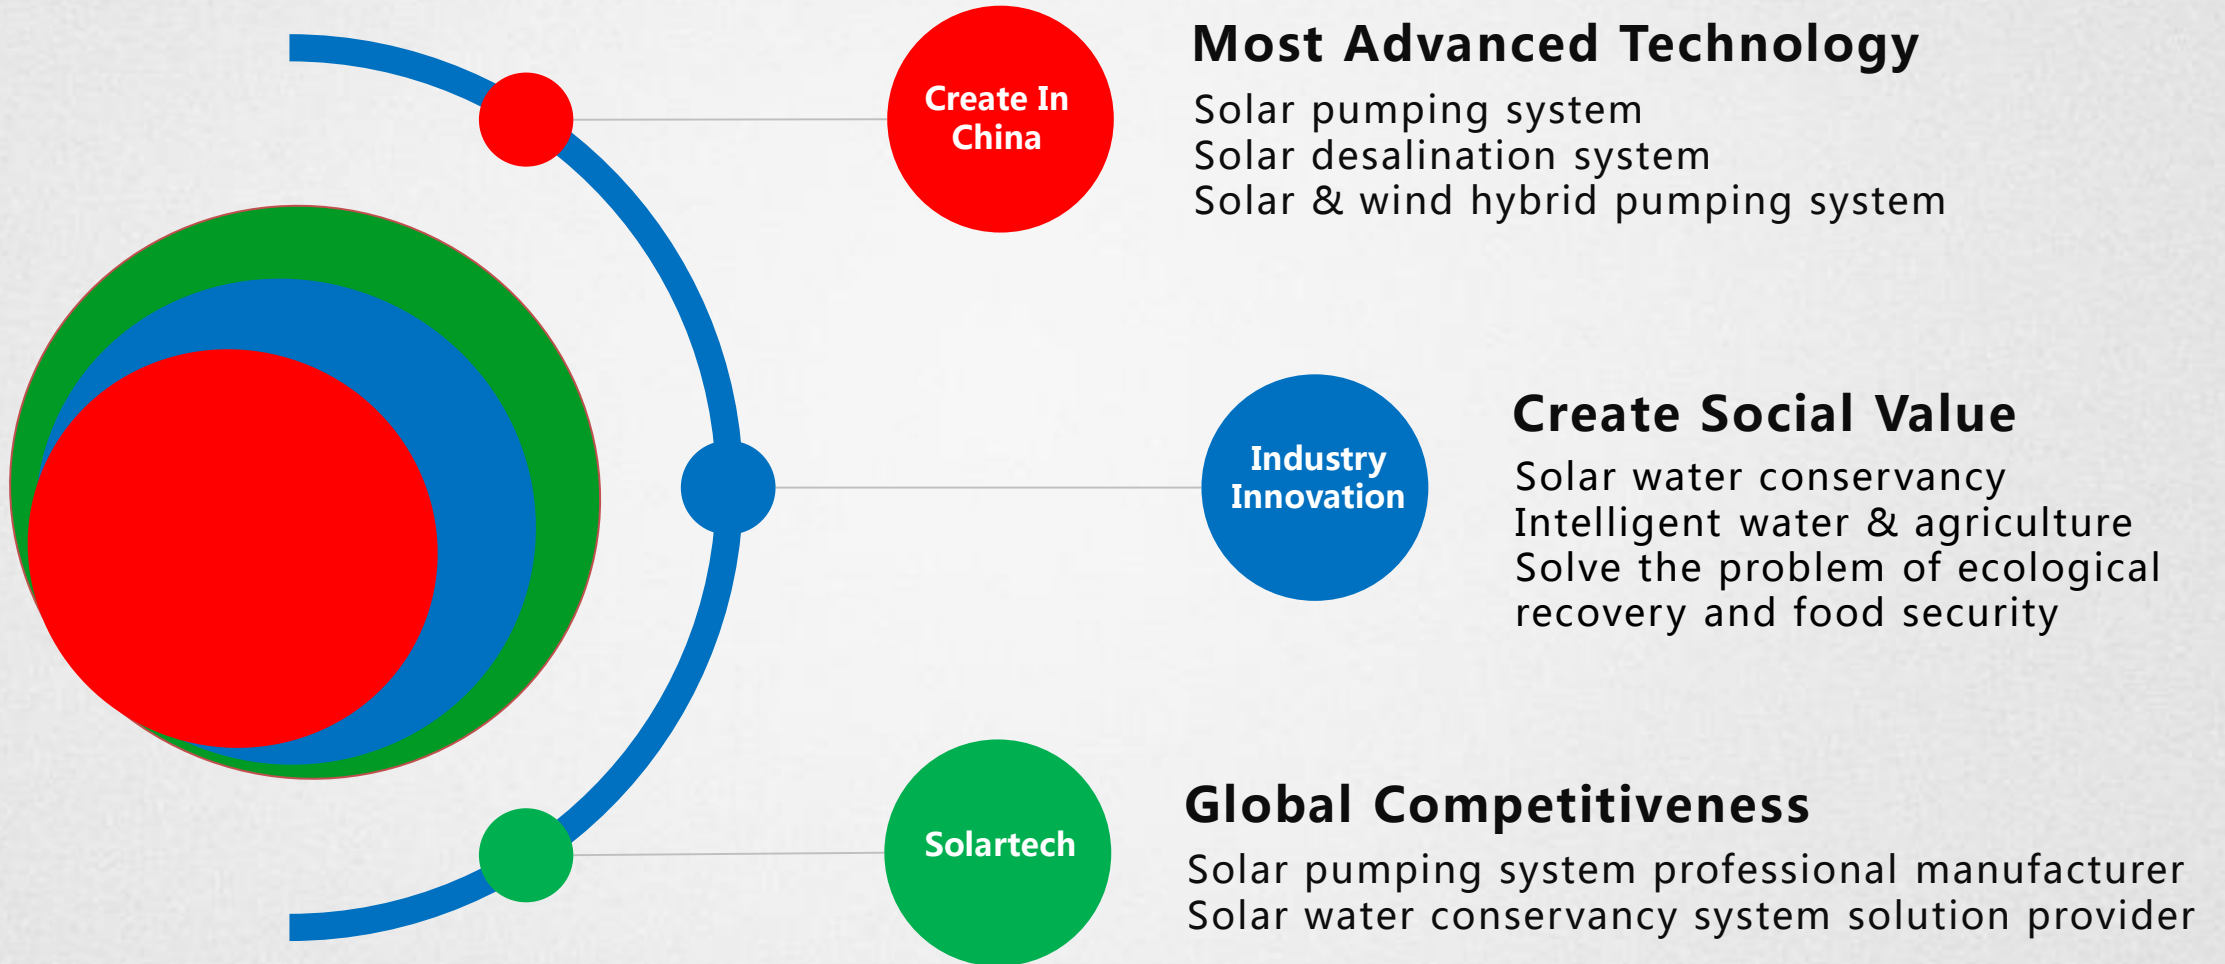 Create In
China
Most Advanced Technology
Solar pumping system
Solar desalination system
Solar & wind hybrid pumping system
Industry
Innovation
Create Social Value
Solar water conservancy
Intelligent water & agriculture
Solve the problem of ecological
recovery and food security
Solartech
Global Competitiveness
Solar pumping system professional manufacturer
Solar water conservancy system solution provider